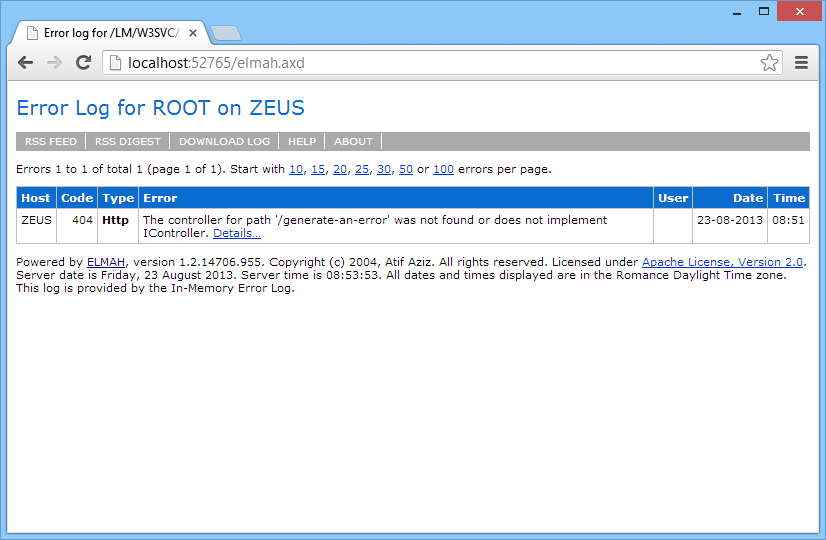 Error log for /LM/W3SVC/
localhost:52765/elmah.axd
Error Log for ROOT on ZEUS
RSS FEED RSS DIGEST DOWNLOAD LOG HELP ABOUT
Errors 1 to 1 of total 1 (page 1 of 1). Start with 10, 15, 20, 25, 30, 50 or 100 errors per page.
Host Code Type Error User Date Time
ZEUS 404 Http The controller for path '/generate-an-error' was not found or does not implement 23-08-2013 08:51
IController. Details...
Powered by ELMAH, version 1.2.14706.955. Copyright (c) 2004, Atif Aziz. All rights reserved. Licensed under Apache License, Version 2.0.
Server date is Friday, 23 August 2013. Server time is 08:53:53. All dates and times displayed are in the Romance Daylight Time zone.
This log is provided by the In-Memory Error Log.